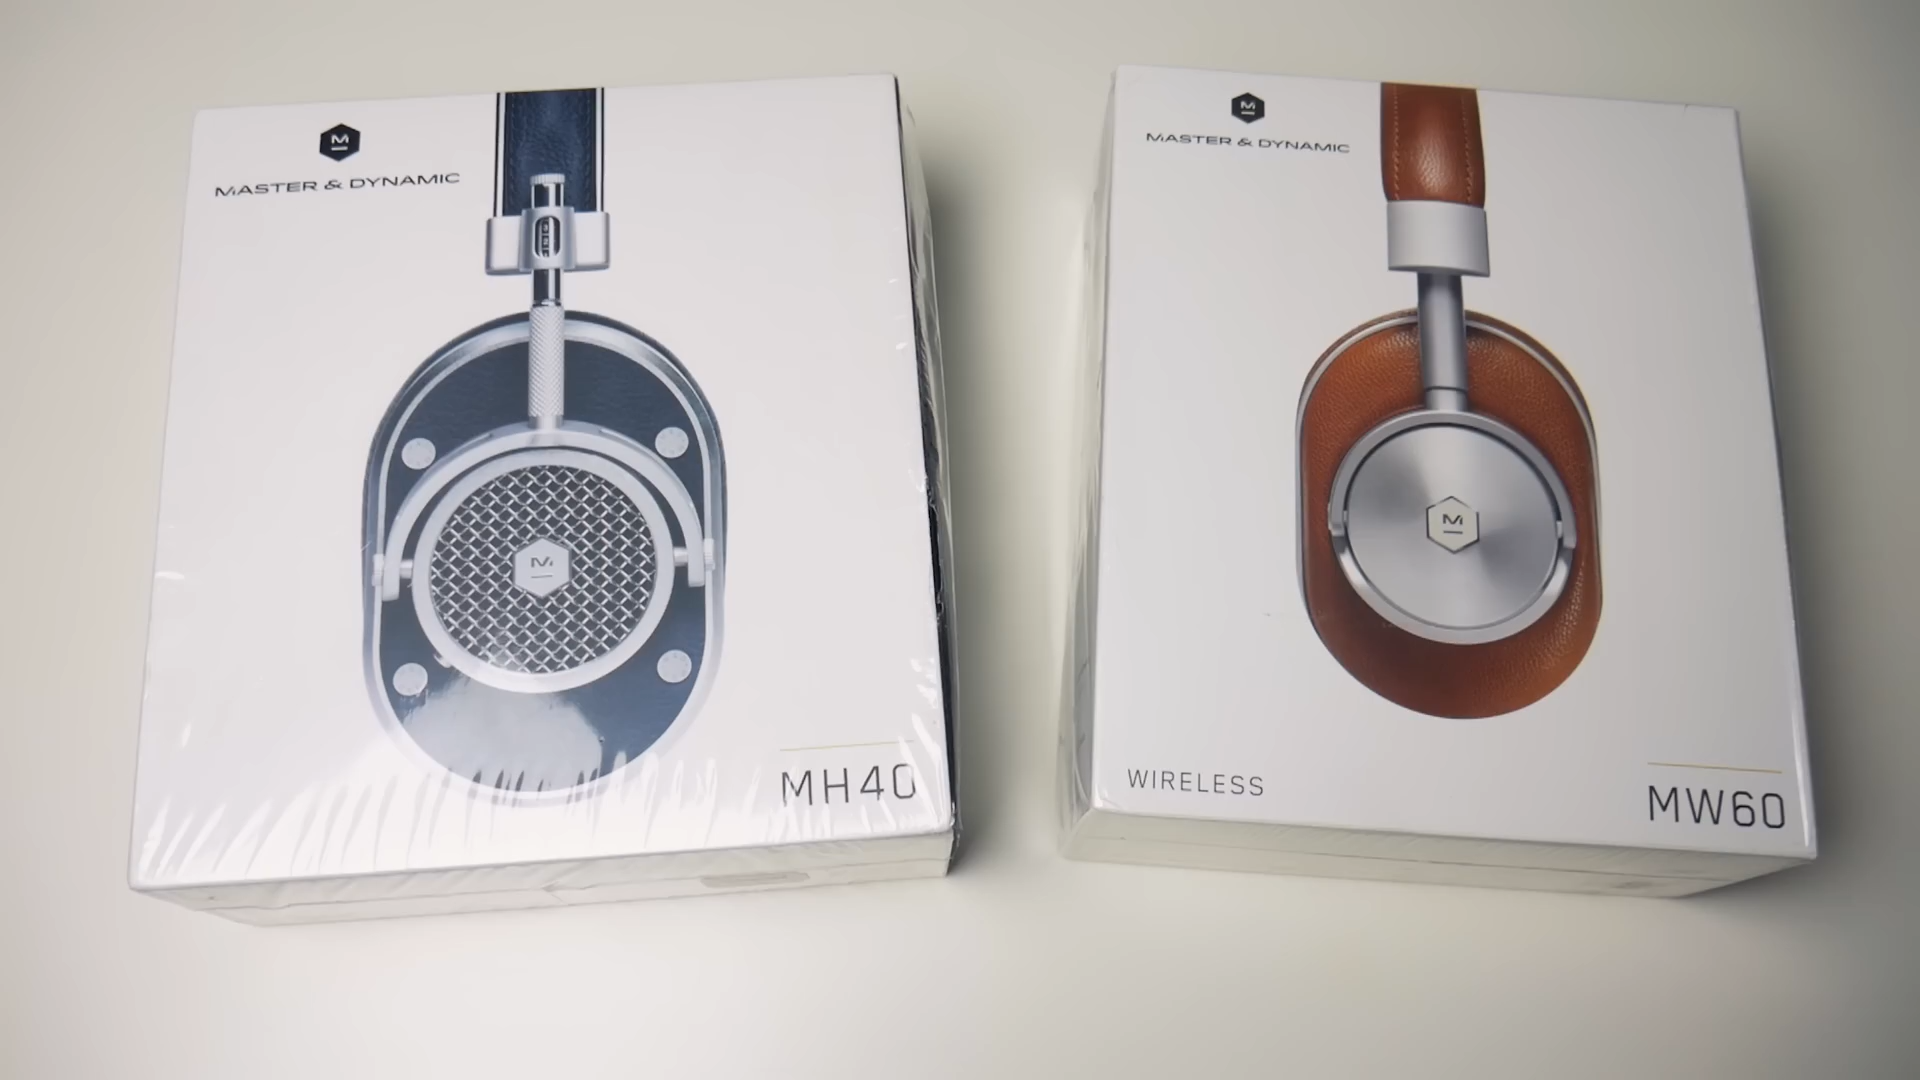 M
MASTER & DYNAMIC
M
MH40
M
MASTER & DYNAMIC
M
WIRELESS
MW60